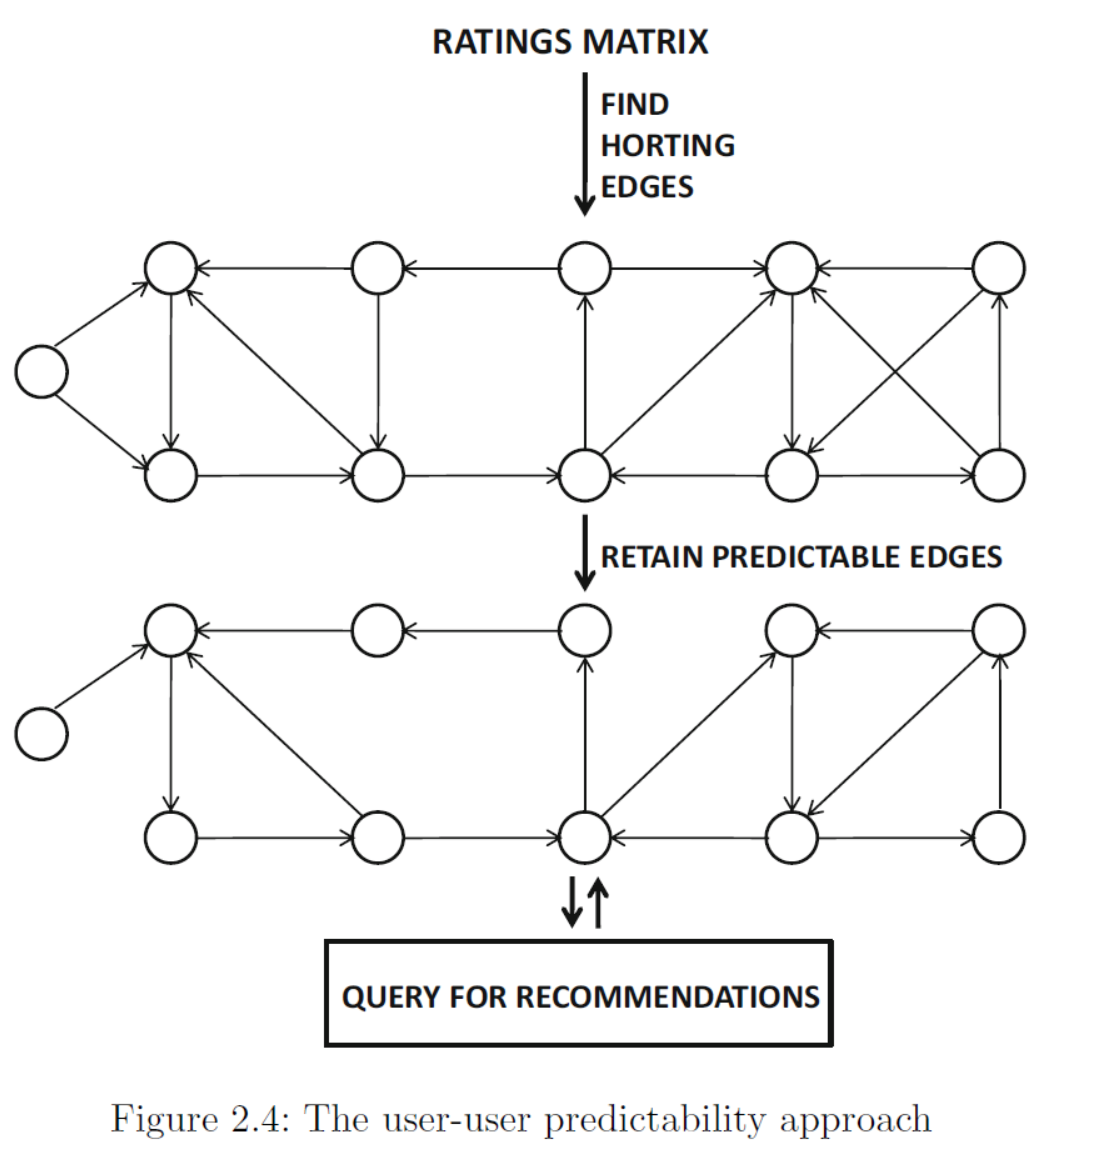 RATINGS MATRIX
FIND
HORTING
EDGES
RETAIN PREDICTABLE EDGES
QUERY FOR RECOMMENDATIONS
Figure 2.4: The user-user predictability approach